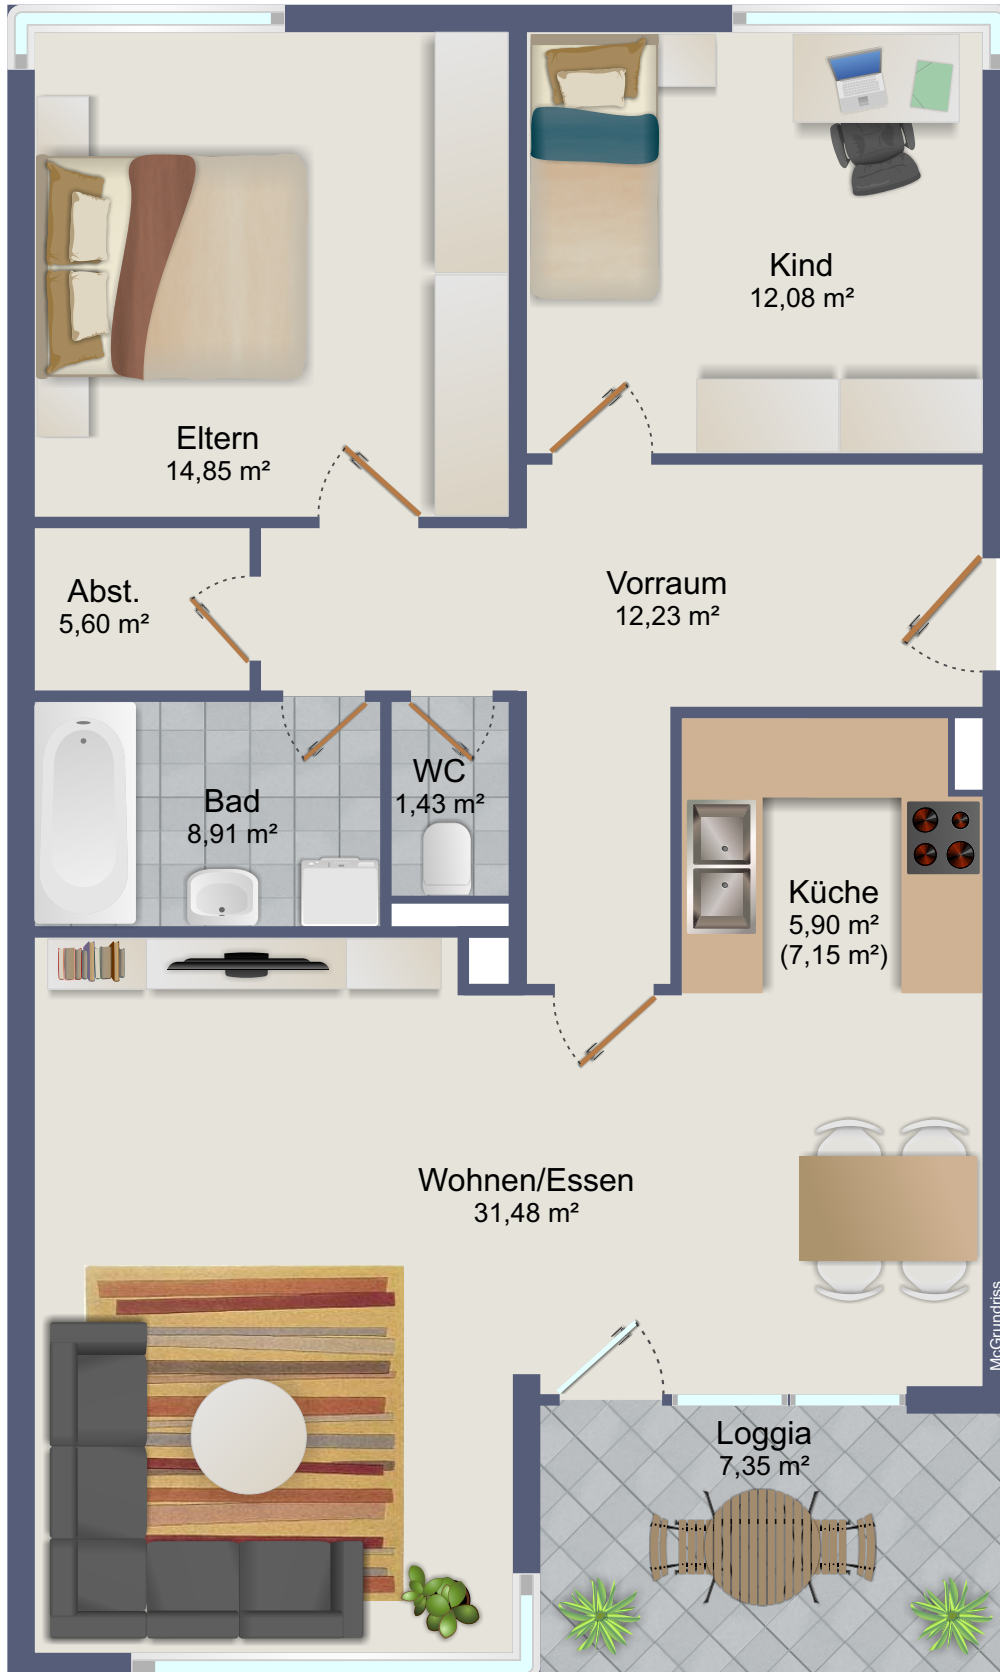 Kind
12,08 m²
Eltern
14,85 m²
Abst.
5,60 m²
Vorraum
12,23 m²
WC
1,43 m²
Bad
8,91 m²
Küche
5,90 m²
(7,15 m²)
Wohnen/Essen
31,48 m²
McGrundriss
Loggia
7,35 m²